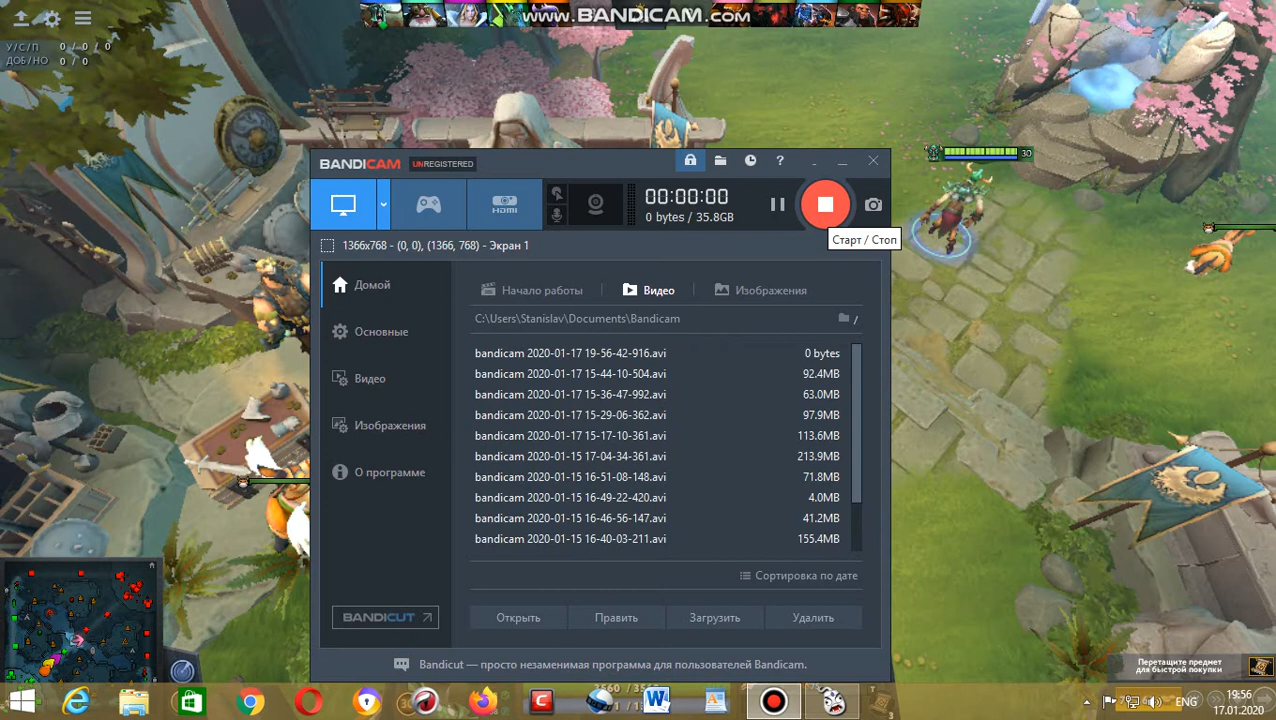 www.BANDICAM.com
У/С/П 0 / 0 / 0
ДОБ/НО 0 / 0
30
BANDICAM UNREGISTERED
HDMI
00:00:00
0 bytes / 35.8GB
Старт / Стоп
1366x768 - (0, 0), (1366, 768) - Экран 1
Домой
Основные
Видео
Изображения
О программе
BANDICUT
Начало работы
Видео
Изображения
C:\Users\Stanislav\Documents\Bandicam
/
bandicam 2020-01-17 19-56-42-916.avi 0 bytes
bandicam 2020-01-17 15-44-10-504.avi 92.4MB
bandicam 2020-01-17 15-36-47-992.avi 63.0MB
bandicam 2020-01-17 15-29-06-362.avi 97.9MB
bandicam 2020-01-17 15-17-10-361.avi 113.6MB
bandicam 2020-01-15 17-04-34-361.avi 213.9MB
bandicam 2020-01-15 16-51-08-148.avi 71.8MB
bandicam 2020-01-15 16-49-22-420.avi 4.0MB
bandicam 2020-01-15 16-46-56-147.avi 41.2MB
bandicam 2020-01-15 16-40-03-211.avi 155.4MB
Сортировка по дате
Открыть Править Загрузить Удалить
Bandicut — просто незаменимая программа для пользователей Bandicam.
Перетащите предмет
для быстрой покупки
ENG
19:56
17.01.2020